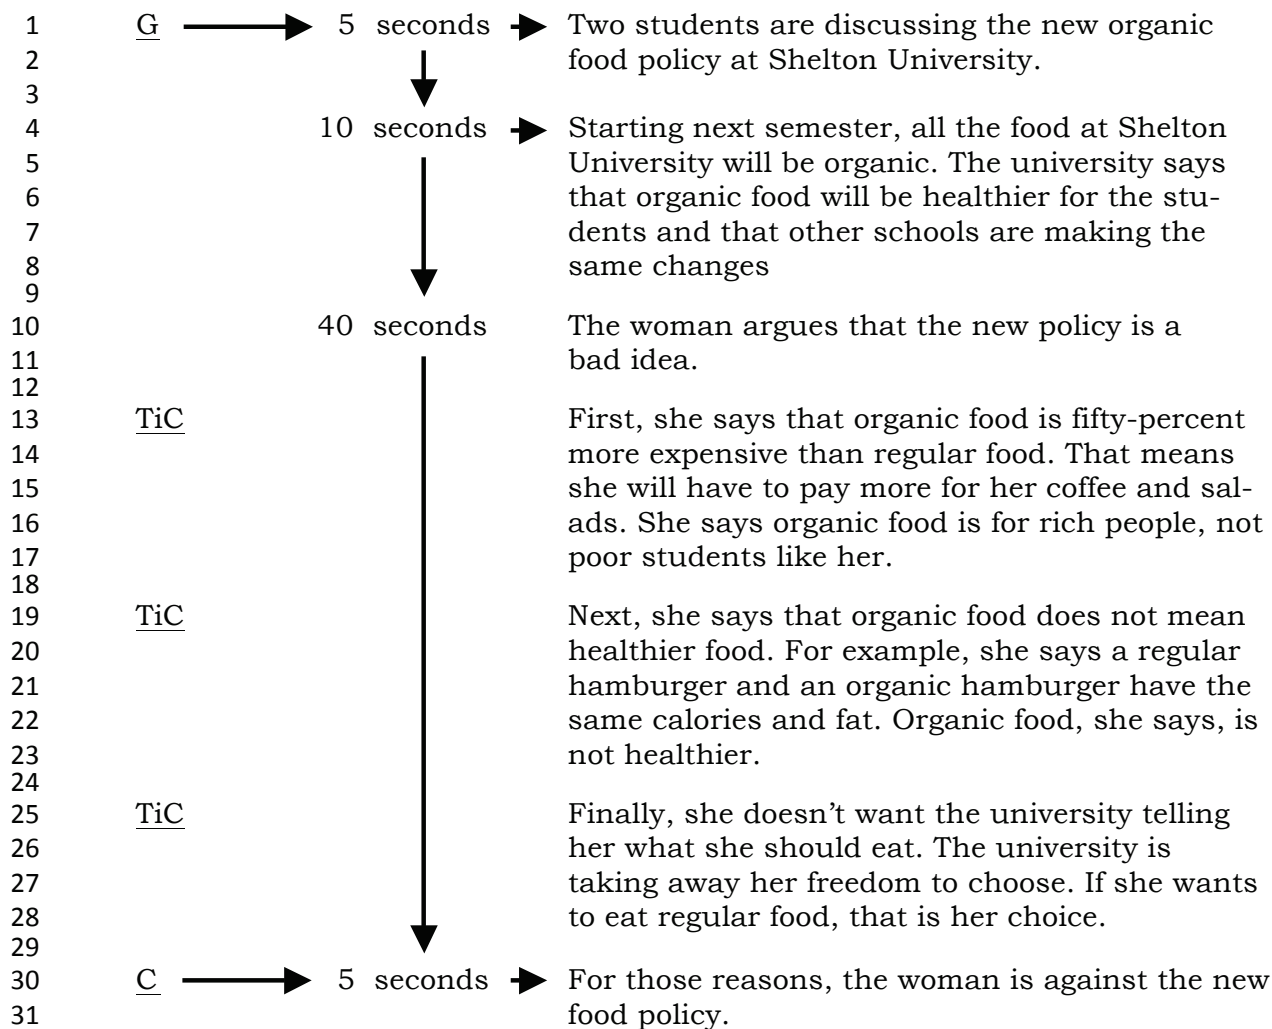 1 G 5 seconds Two students are discussing the new organic
2 food policy at Shelton University.
3
4 10 seconds Starting next semester, all the food at Shelton
5 University will be organic. The university says
6 that organic food will be healthier for the stu-
7 dents and that other schools are making the
8 same changes
9
10 40 seconds The woman argues that the new policy is a
11 bad idea.
12
13 TiC First, she says that organic food is fifty-percent
14 more expensive than regular food. That means
15 she will have to pay more for her coffee and sal-
16 ads. She says organic food is for rich people, not
17 poor students like her.
18
19 TiC Next, she says that organic food does not mean
20 healthier food. For example, she says a regular
21 hamburger and an organic hamburger have the
22 same calories and fat. Organic food, she says, is
23 not healthier.
24
25 TiC Finally, she doesn’t want the university telling
26 her what she should eat. The university is
27 taking away her freedom to choose. If she wants
28 to eat regular food, that is her choice.
29
30 C 5 seconds For those reasons, the woman is against the new
31 food policy.